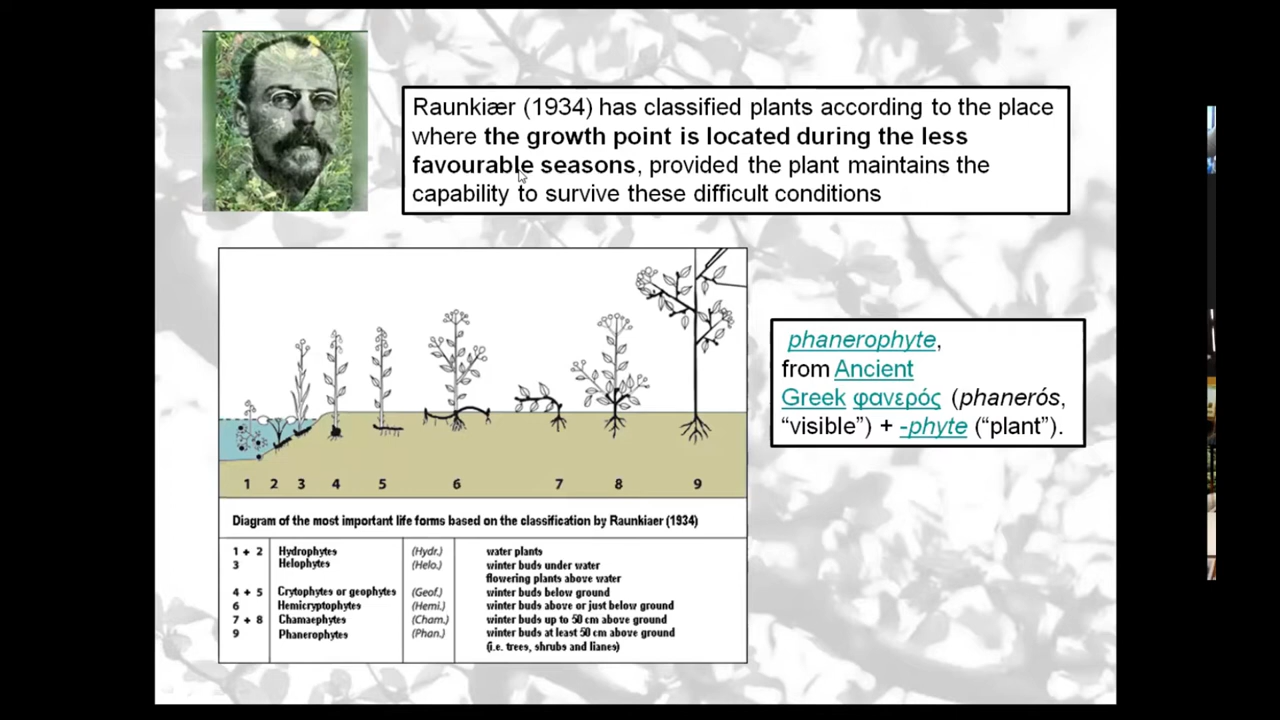 Raunkiær (1934) has classified plants according to the place
where the growth point is located during the less
favourable seasons, provided the plant maintains the
capability to survive these difficult conditions
phanerophyte,
from Ancient
Greek φανερός (phanerós,
“visible”) + -phyte (“plant”).
1 2 3 4 5 6 7 8 9
Diagram of the most important life forms based on the classification by Raunkiaer (1934)
1 + 2 Hydrophytes (Hydr.) water plants
3 Helophytes (Helo.) winter buds under water
flowering plants above water
4 + 5 Crytophytes or geophytes (Geof.) winter buds below ground
6 Hemicryptophytes (Hemi.) winter buds above or just below ground
7 + 8 Chamaephytes (Cham.) winter buds up to 50 cm above ground
9 Phanerophytes (Phan.) winter buds at least 50 cm above ground
(i.e. trees, shrubs and lianes)